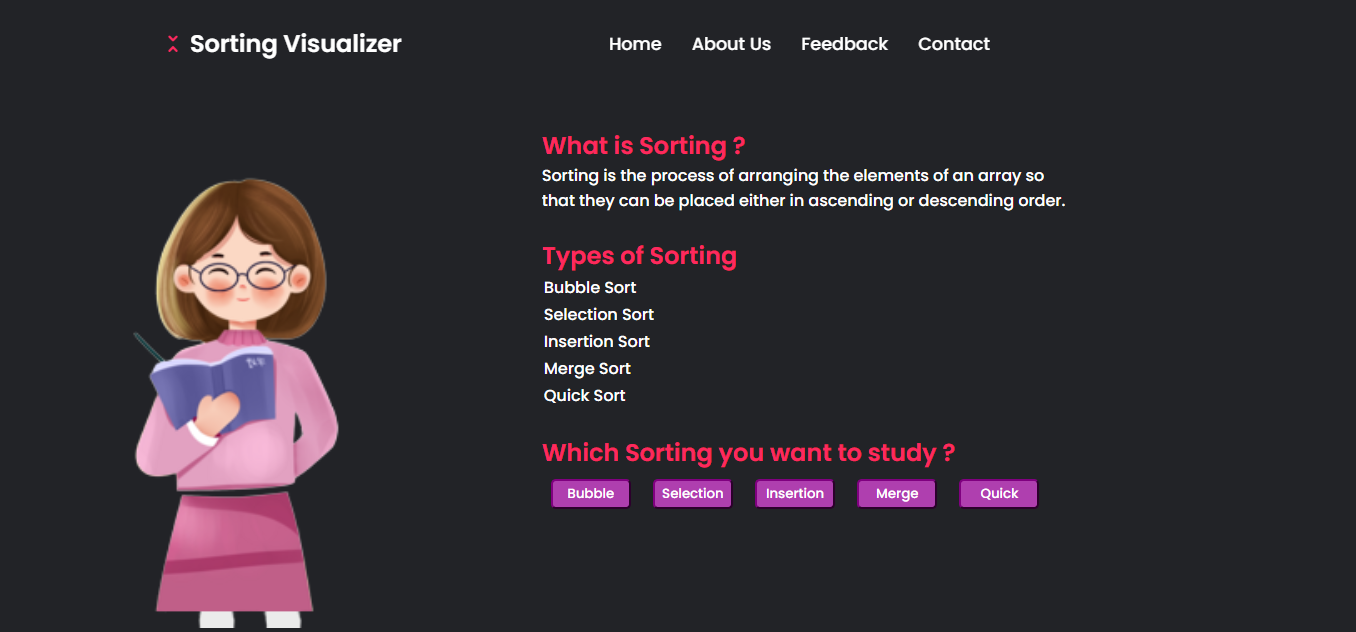 Sorting Visualizer
Home About Us Feedback Contact
What is Sorting ?
Sorting is the process of arranging the elements of an array so
that they can be placed either in ascending or descending order.
Types of Sorting
Bubble Sort
Selection Sort
Insertion Sort
Merge Sort
Quick Sort
Which Sorting you want to study ?
Bubble Selection Insertion Merge Quick